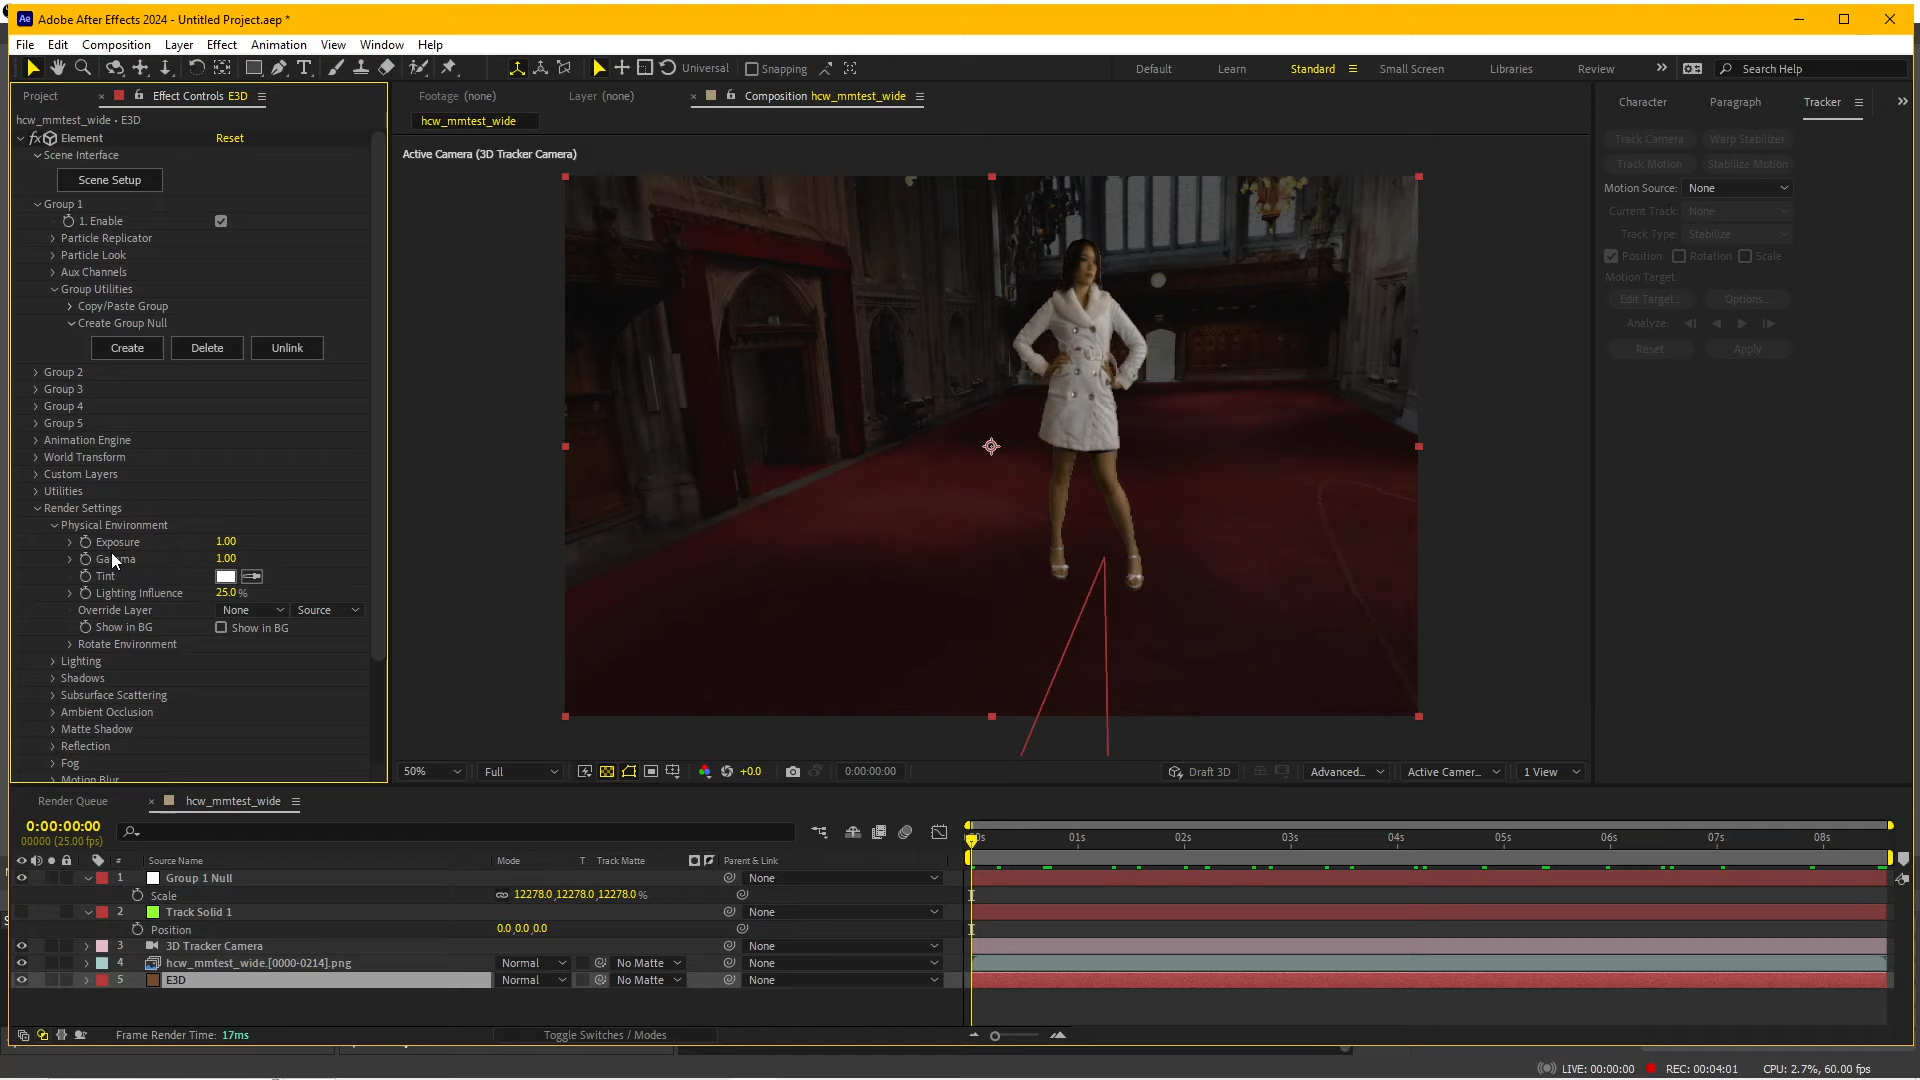 Ae Adobe After Effects 2024 - Untitled Project.aep *
File Edit Composition Layer Effect Animation View Window Help
Universal Snapping Default Learn Standard Small Screen Libraries Review Search Help
Project Effect Controls E3D Footage (none) Layer (none) Composition hcw_mmtest_wide Character Paragraph Tracker
hcw_mmtest_wide • E3D
hcw_mmtest_wide
fx Element Reset
Scene Interface
Active Camera (3D Tracker Camera)
Scene Setup
Group 1
1. Enable
Particle Replicator
Particle Look
Aux Channels
Group Utilities
Copy/Paste Group
Create Group Null
Create Delete Unlink
Group 2
Group 3
Group 4
Group 5
Animation Engine
World Transform
Custom Layers
Utilities
Render Settings
Physical Environment
Exposure 1.00
Gamma 1.00
Tint
Lighting Influence 25.0 %
Override Layer None Source
Show in BG Show in BG
Rotate Environment
Lighting
Shadows
Subsurface Scattering
Ambient Occlusion
Matte Shadow
Reflection
Fog
Motion Blur
Track Camera Warp Stabilizer
Track Motion Stabilize Motion
Motion Source: None
Current Track: None
Track Type: Stabilize
Position Rotation Scale
Motion Target:
Edit Target... Options...
Analyze:
Reset Apply
50% Full +0.0 0:00:00:00 Draft 3D Advanced... Active Camer... 1 View
Render Queue hcw_mmtest_wide
0:00:00:00
00000 (25.00 fps)
01s 02s 03s 04s 05s 06s 07s 08s
# Source Name Mode T Track Matte Parent & Link
1 Group 1 Null None
Scale 12278.0,12278.0,12278.0 %
2 Track Solid 1 None
Position 0.0,0.0,0.0
3 3D Tracker Camera None
4 hcw_mmtest_wide.[0000-0214].png Normal No Matte None
5 E3D Normal No Matte None
Frame Render Time: 17ms Toggle Switches / Modes
LIVE: 00:00:00 REC: 00:04:01 CPU: 2.7%, 60.00 fps